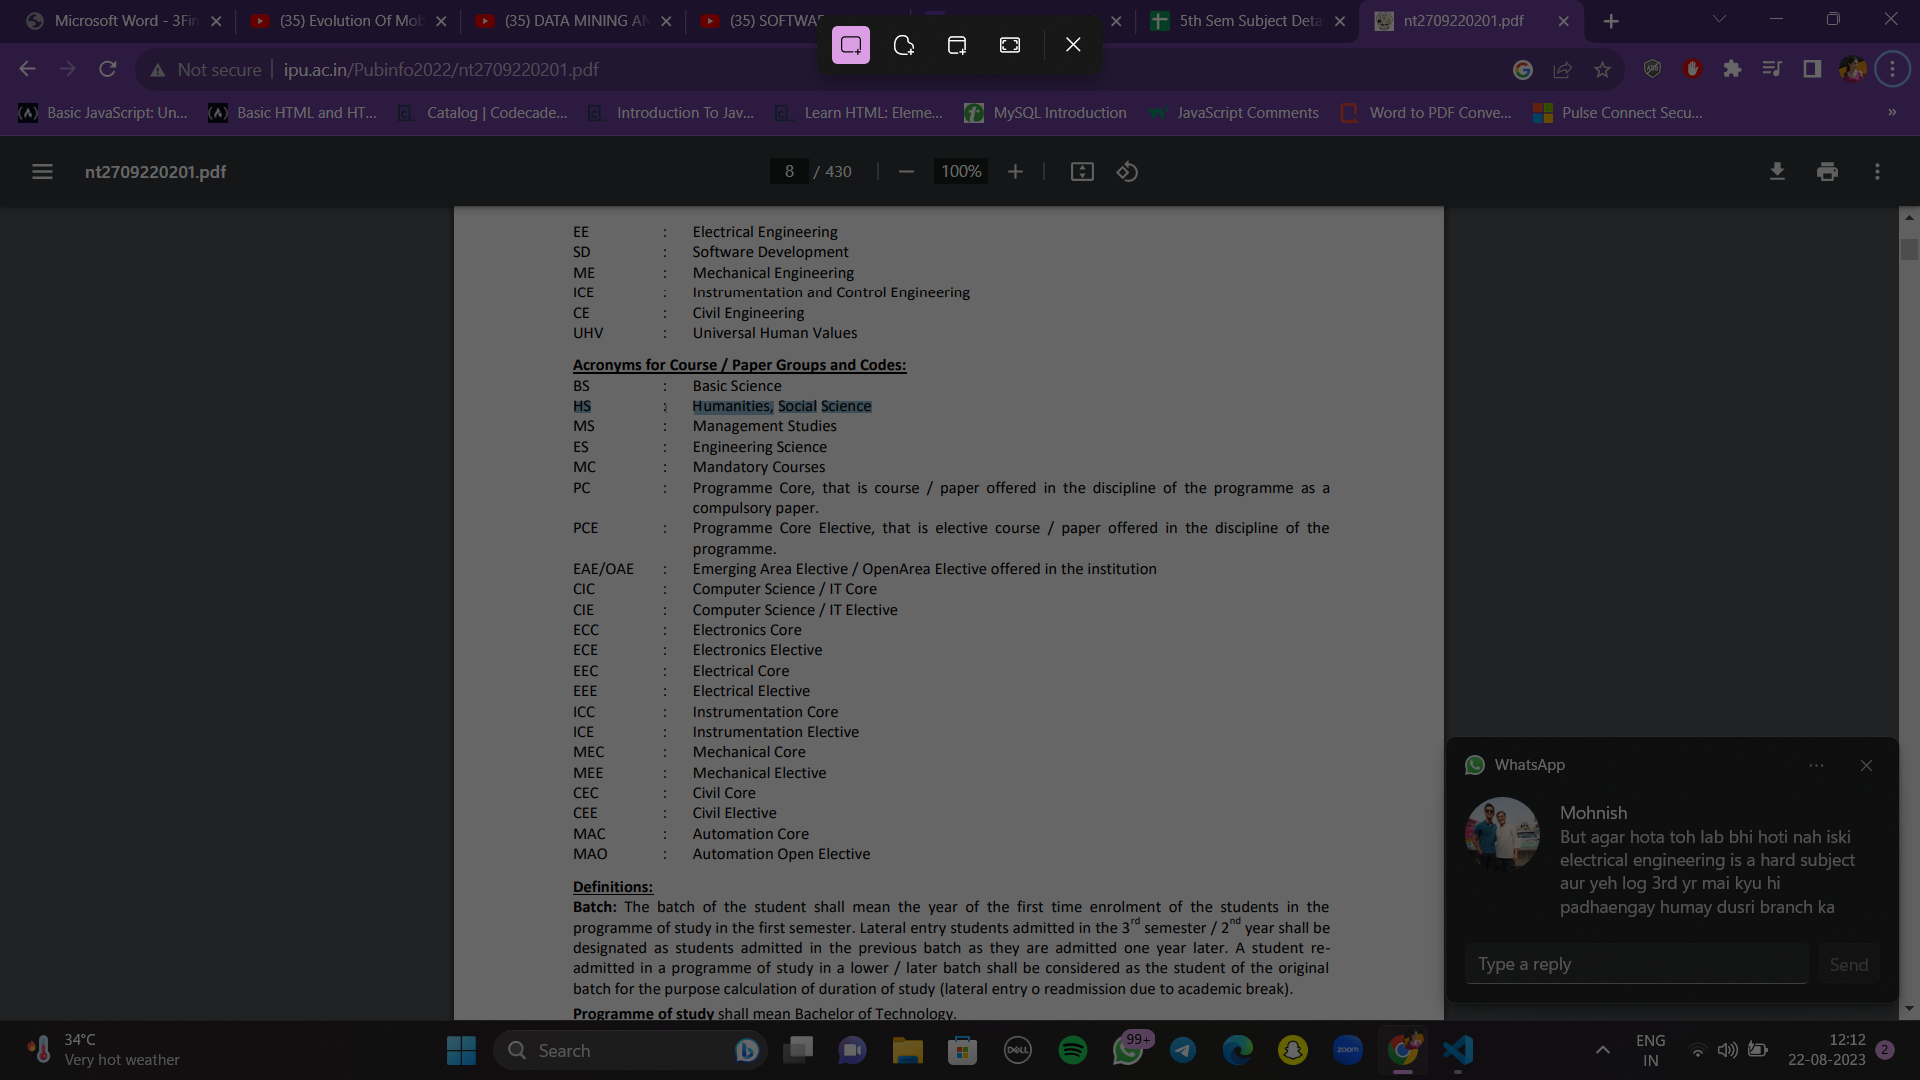 Microsoft Word - 3Fin
(35) Evolution Of Mob
(35) DATA MINING AN
(35) SOFTWA
5th Sem Subject Deta
nt2709220201.pdf
Not secure
ipu.ac.in/Pubinfo2022/nt2709220201.pdf
Basic JavaScript: Un...
Basic HTML and HT...
Catalog | Codecade...
Introduction To Jav...
Learn HTML: Eleme...
MySQL Introduction
JavaScript Comments
Word to PDF Conve...
Pulse Connect Secu...
»
nt2709220201.pdf
8 / 430
100%
EE : Electrical Engineering
SD : Software Development
ME : Mechanical Engineering
ICE : Instrumentation and Control Engineering
CE : Civil Engineering
UHV : Universal Human Values
Acronyms for Course / Paper Groups and Codes:
BS : Basic Science
HS : Humanities, Social Science
MS : Management Studies
ES : Engineering Science
MC : Mandatory Courses
PC : Programme Core, that is course / paper offered in the discipline of the programme as a
compulsory paper.
PCE : Programme Core Elective, that is elective course / paper offered in the discipline of the
programme.
EAE/OAE : Emerging Area Elective / OpenArea Elective offered in the institution
CIC : Computer Science / IT Core
CIE : Computer Science / IT Elective
ECC : Electronics Core
ECE : Electronics Elective
EEC : Electrical Core
EEE : Electrical Elective
ICC : Instrumentation Core
ICE : Instrumentation Elective
MEC : Mechanical Core
MEE : Mechanical Elective
CEC : Civil Core
CEE : Civil Elective
MAC : Automation Core
MAO : Automation Open Elective
Definitions:
Batch: The batch of the student shall mean the year of the first time enrolment of the students in the
programme of study in the first semester. Lateral entry students admitted in the 3rd semester / 2nd year shall be
designated as students admitted in the previous batch as they are admitted one year later. A student re-
admitted in a programme of study in a lower / later batch shall be considered as the student of the original
batch for the purpose calculation of duration of study (lateral entry o readmission due to academic break).
Programme of study shall mean Bachelor of Technology.
WhatsApp
Mohnish
But agar hota toh lab bhi hoti nah iski
electrical engineering is a hard subject
aur yeh log 3rd yr mai kyu hi
padhaengay humay dusri branch ka
Type a reply
Send
34°C
Very hot weather
Search
DELL
99+
zoom
ENG
IN
12:12
22-08-2023
2